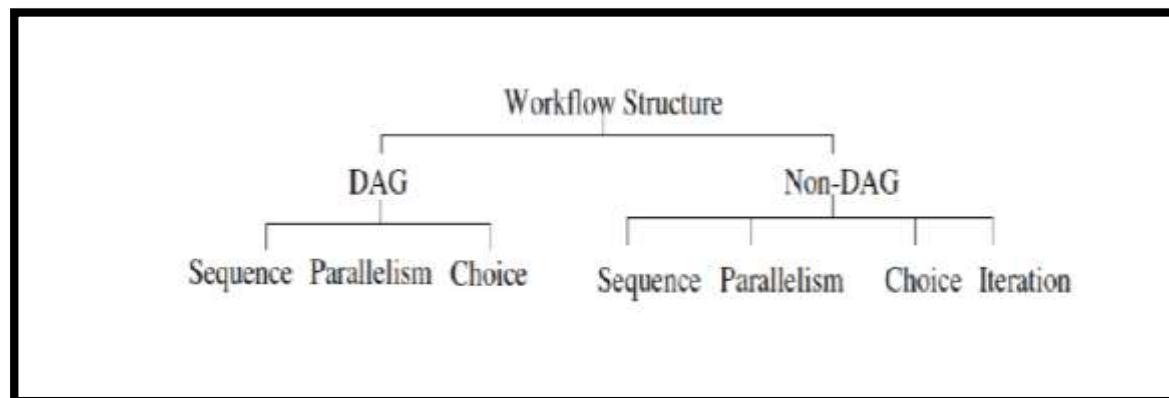 Workflow Structure
DAG Non-DAG
Sequence Parallelism Choice Sequence Parallelism Choice Iteration